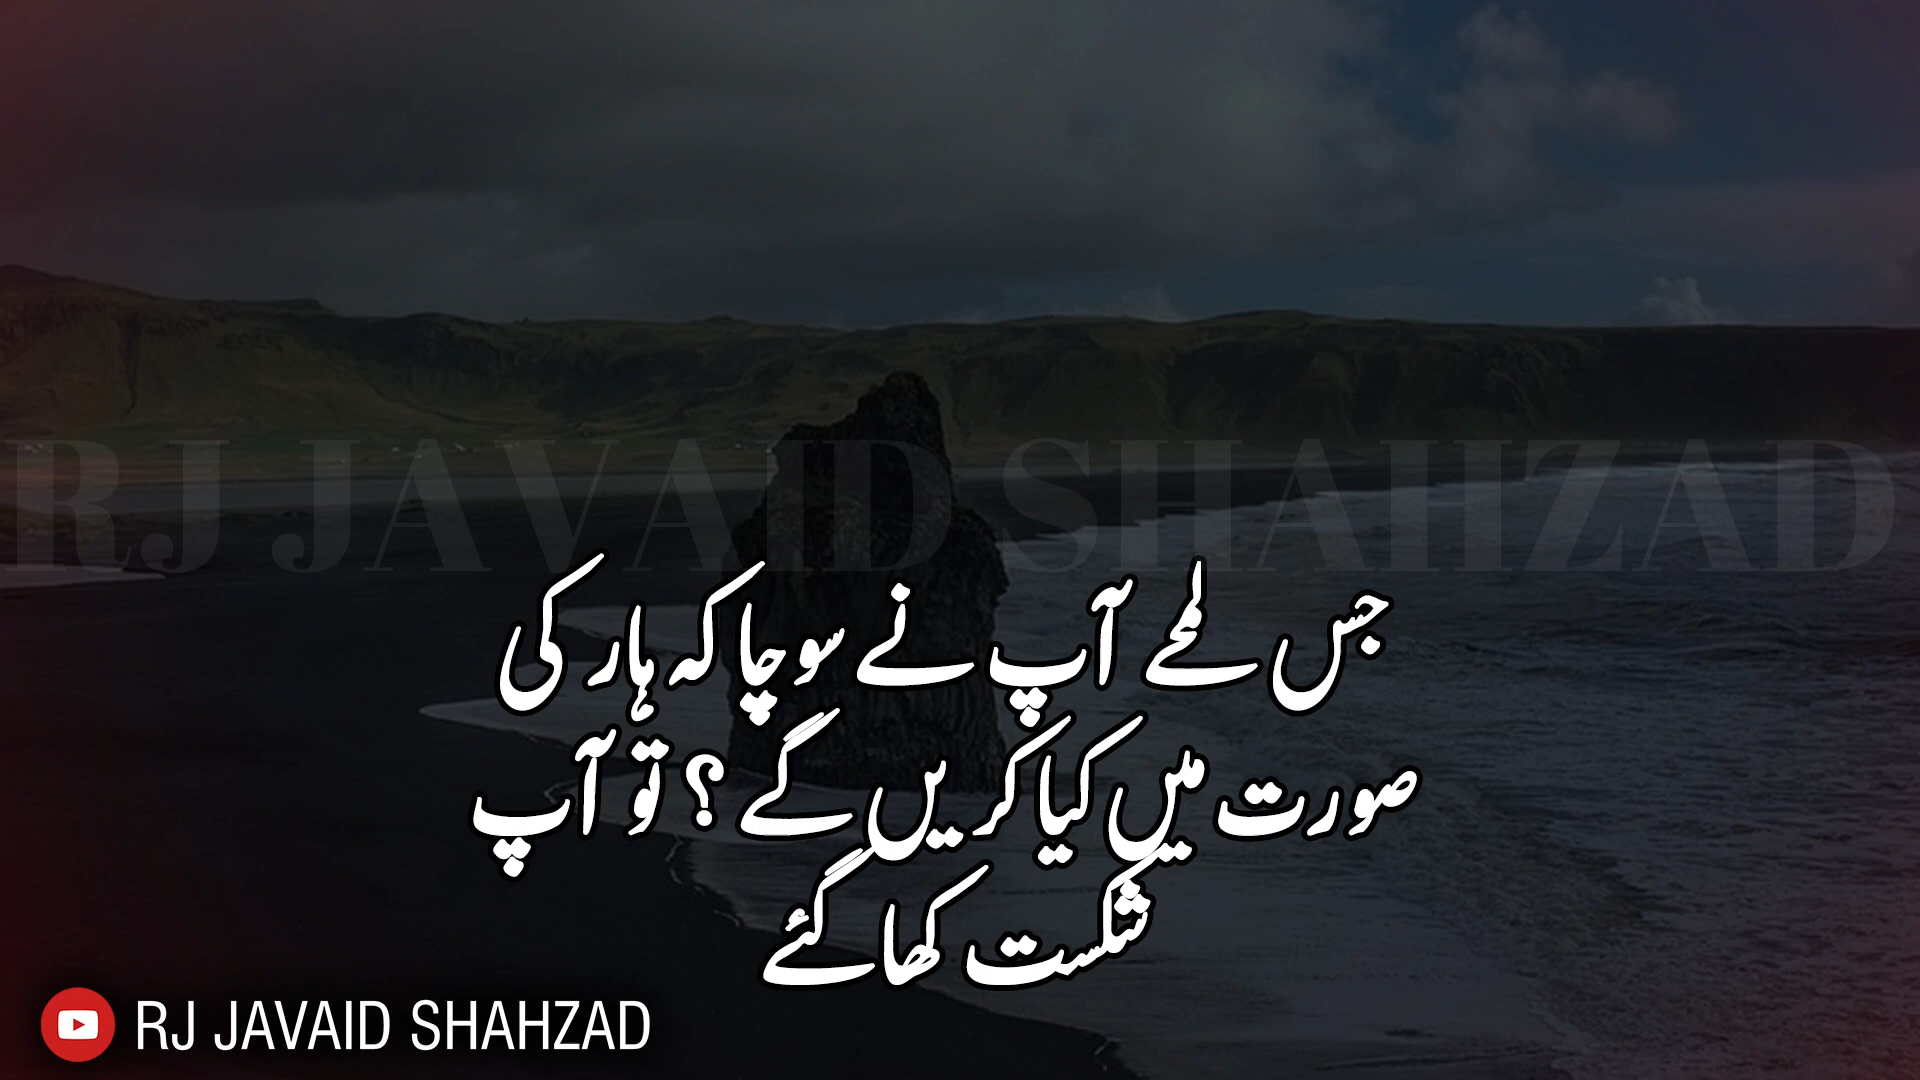 RJ JAVAID SHAHZAD
جس لمحے آپ نے سوچا کہ ہار کی
صورت میں کیا کریں گے ؟ تو آپ
شکست کھا گئے
RJ JAVAID SHAHZAD